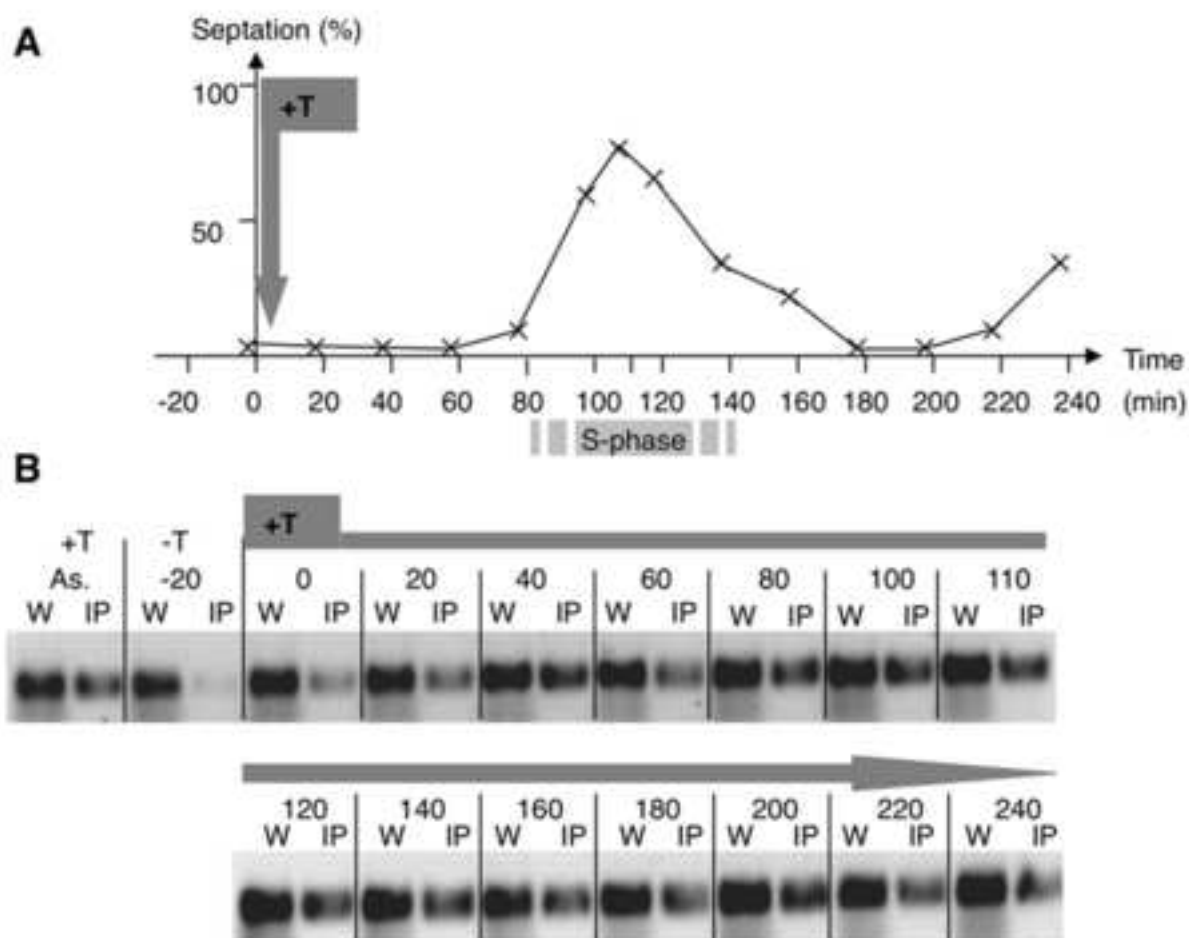 A
Septation (%)
100
+T
50
-20 0 20 40 60 80 100 120 140 160 180 200 220 240
Time
(min)
S-phase
B
+T
+T -T
As. -20 0 20 40 60 80 100 110
W IP W IP W IP W IP W IP W IP W IP W IP W IP
120 140 160 180 200 220 240
W IP W IP W IP W IP W IP W IP W IP